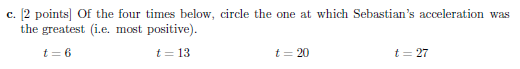 c. [2 points] Of the four times below, circle the one at which Sebastian's acceleration was
the greatest (i.e. most positive).
t = 6 t = 13 t = 20 t = 27